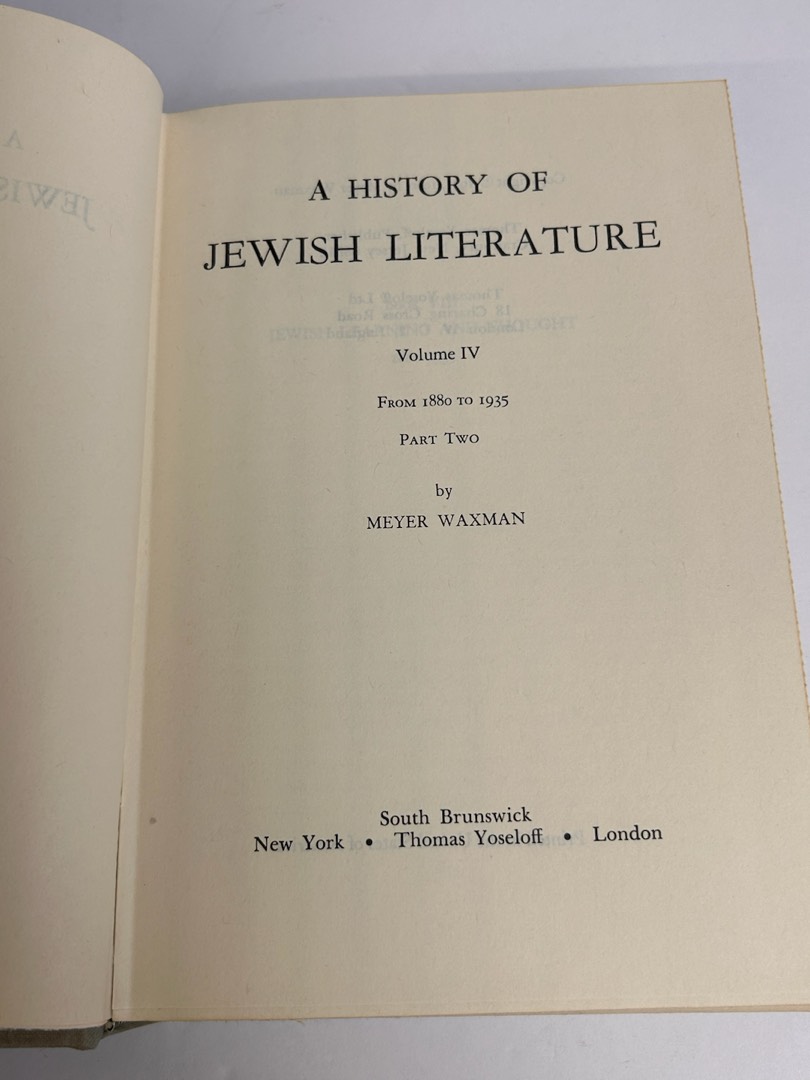 A HISTORY OF
JEWISH LITERATURE
Volume IV
From 1880 to 1935
Part Two
by
MEYER WAXMAN
South Brunswick
New York • Thomas Yoseloff • London